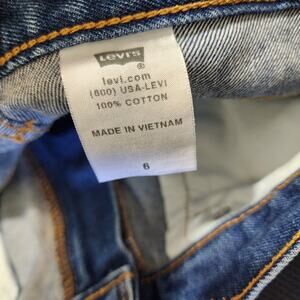 Levi's
®
levi.com
(800) USA-LEVI
100% COTTON
MADE IN VIETNAM
6